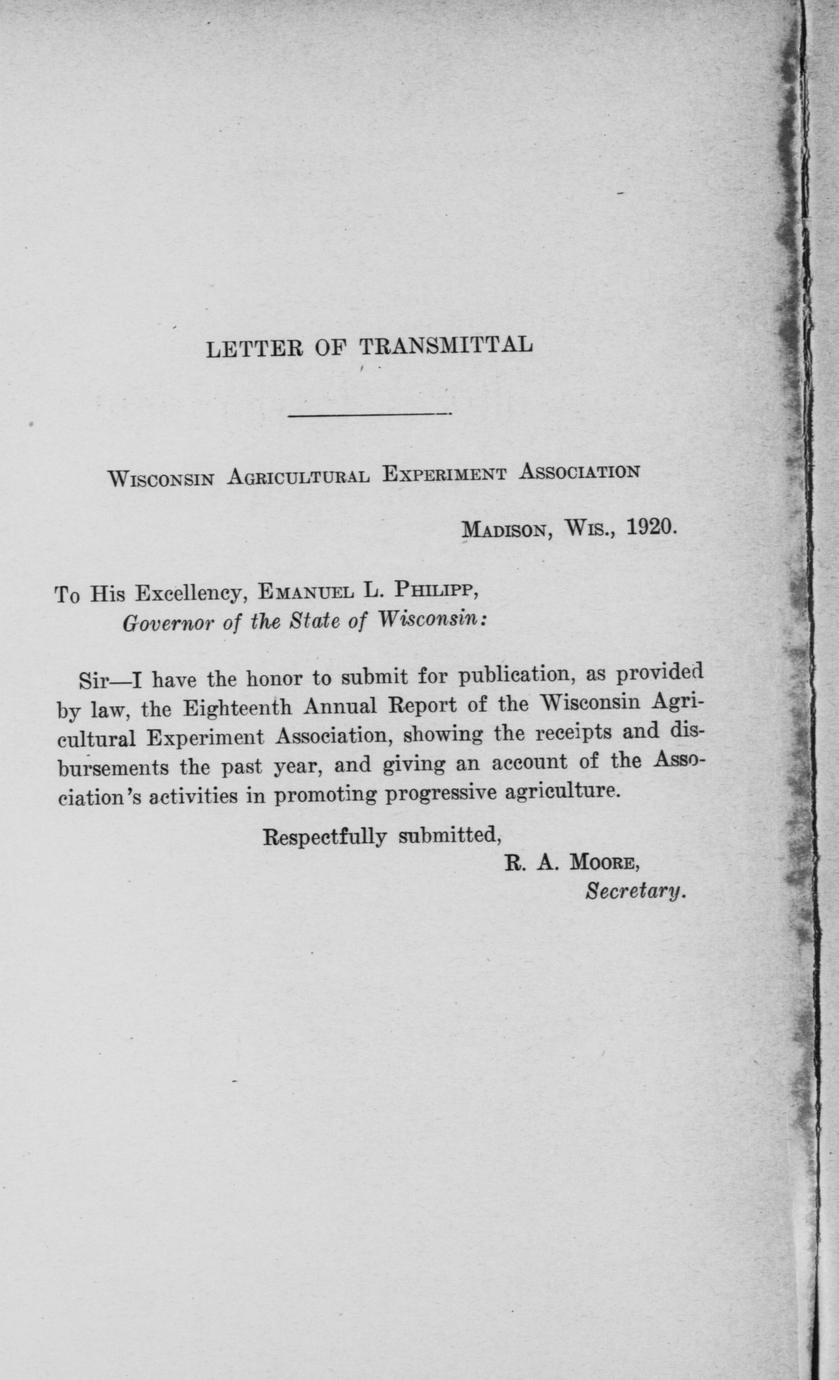 LETTER OF TRANSMITTAL
Wisconsin Agricultural Experiment Association
Madison, Wis., 1920.
To His Excellency, Emanuel L. Philipp,
Governor of the State of Wisconsin:
Sir—I have the honor to submit for publication, as provided
by law, the Eighteenth Annual Report of the Wisconsin Agri-
cultural Experiment Association, showing the receipts and dis-
bursements the past year, and giving an account of the Asso-
ciation's activities in promoting progressive agriculture.
Respectfully submitted,
R. A. Moore,
Secretary.